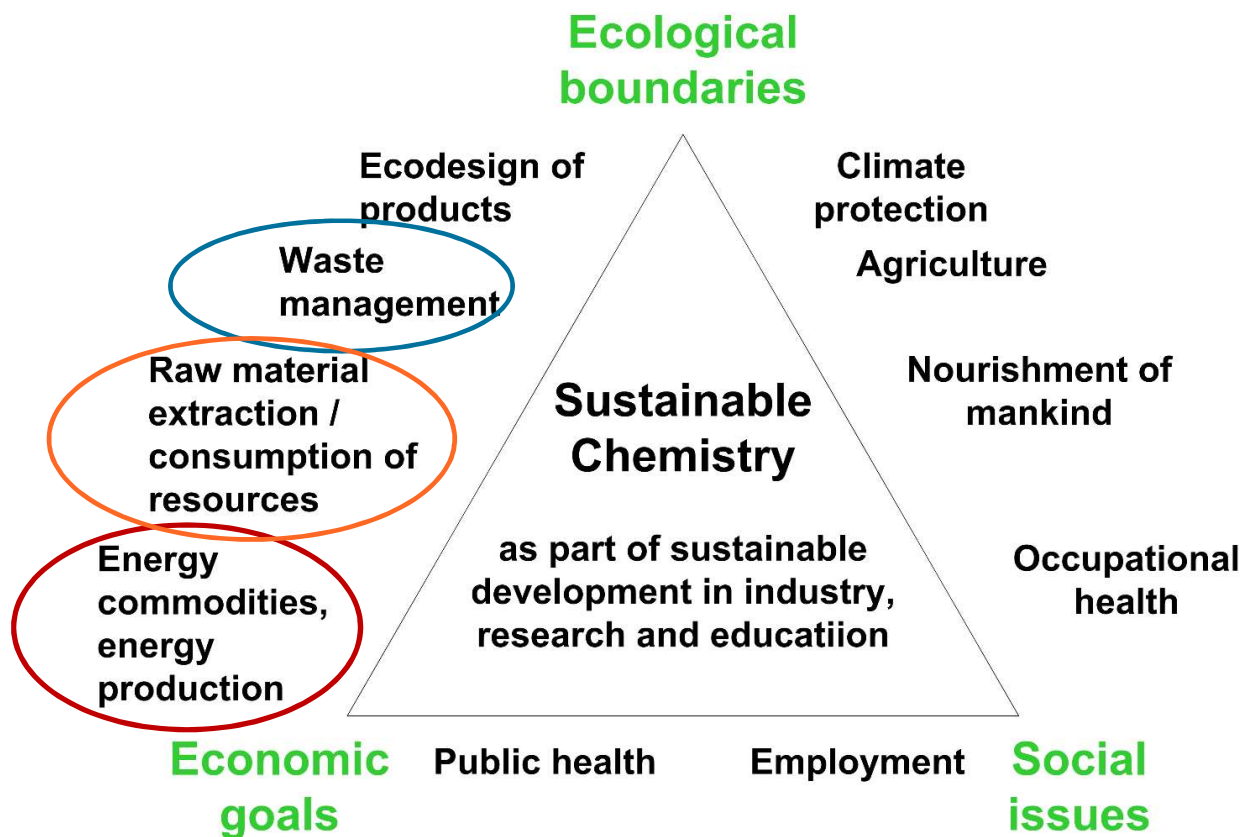 Ecological
boundaries
Ecodesign of
products
Climate
protection
Waste
management
Agriculture
Raw material
extraction /
consumption of
resources
Nourishment of
mankind
Sustainable
Chemistry
Energy
commodities,
energy
production
as part of sustainable
development in industry,
research and educatiion
Occupational
health
Economic
goals
Public health
Employment
Social
issues